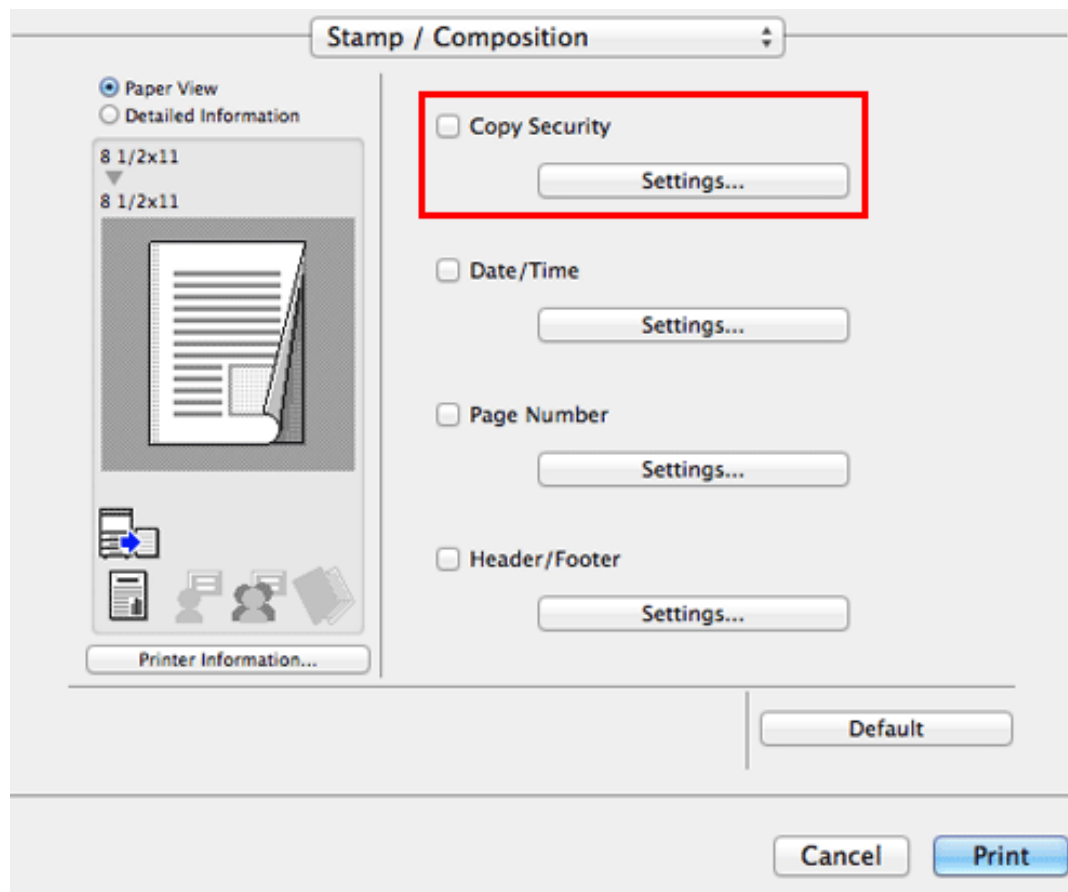 Stamp / Composition
Paper View
Detailed Information
8 1/2x11
8 1/2x11
Printer Information...
Copy Security
Settings...
Date/Time
Settings...
Page Number
Settings...
Header/Footer
Settings...
Default
Cancel
Print